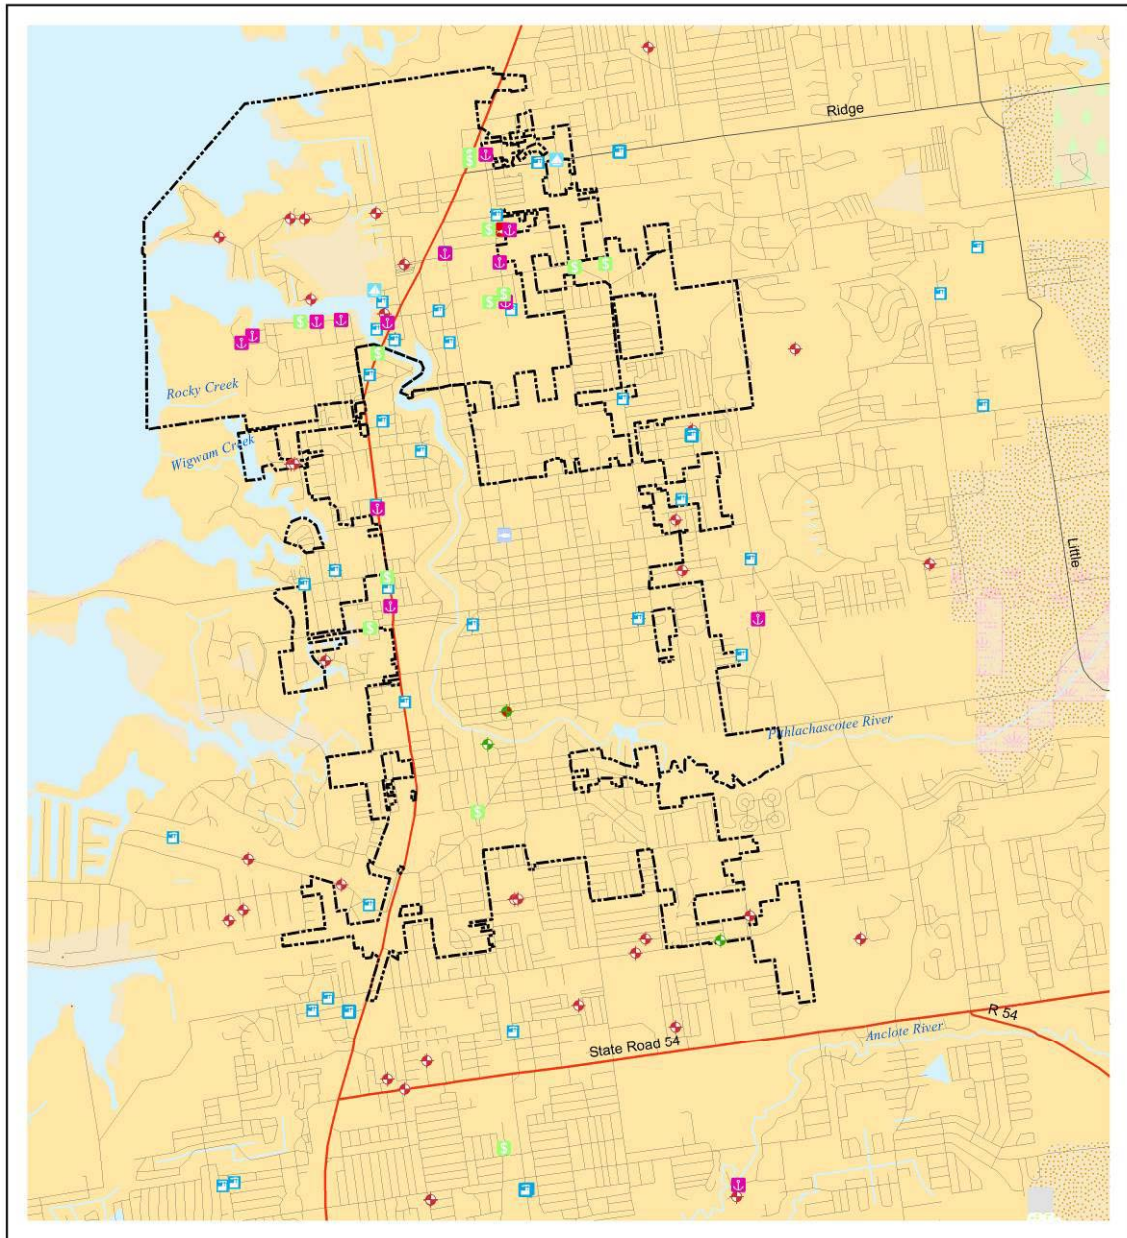 Ridge
Rocky Creek
Wigwam Creek
Little
Pithlachascotee River
R 54
Anclote River
State Road 54